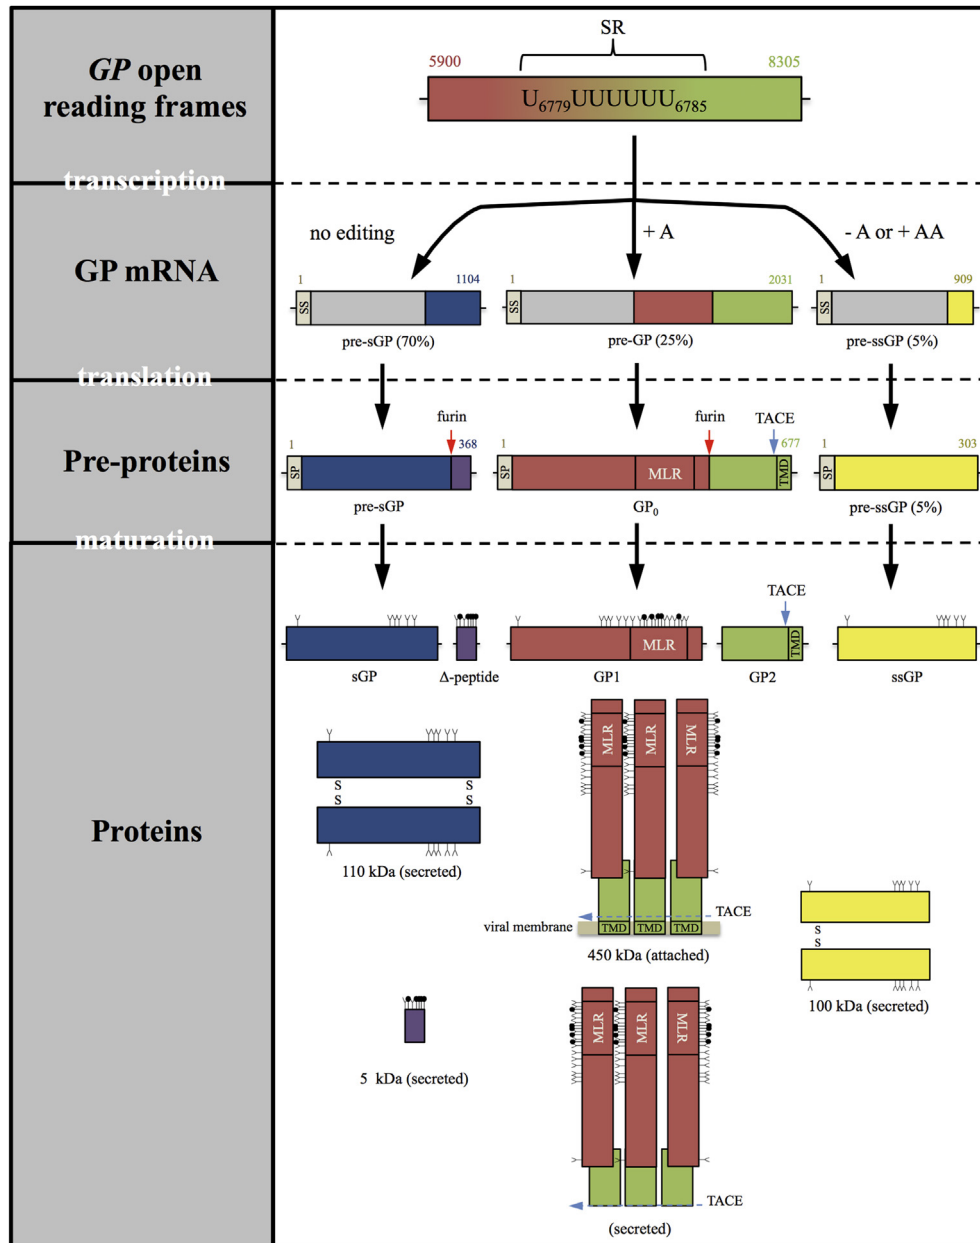 SR
5900 8305
GP open
reading frames
U6779UUUUUU6785
transcription
no editing + A - A or + AA
GP mRNA
1 1104 1 2031 1 909
SS SS SS
pre-sGP (70%) pre-GP (25%) pre-ssGP (5%)
translation
furin furin TACE
1 368 1 677 1 303
Pre-proteins
SP SP MLR TMD SP
pre-sGP GP0 pre-ssGP (5%)
maturation
TACE
MLR TMD
sGP Δ-peptide GP1 GP2 ssGP
MLR MLR MLR
S S
S S
Proteins
110 kDa (secreted)
TACE
viral membrane TMD TMD TMD
450 kDa (attached)
S
S
100 kDa (secreted)
MLR MLR MLR
5 kDa (secreted)
TACE
(secreted)